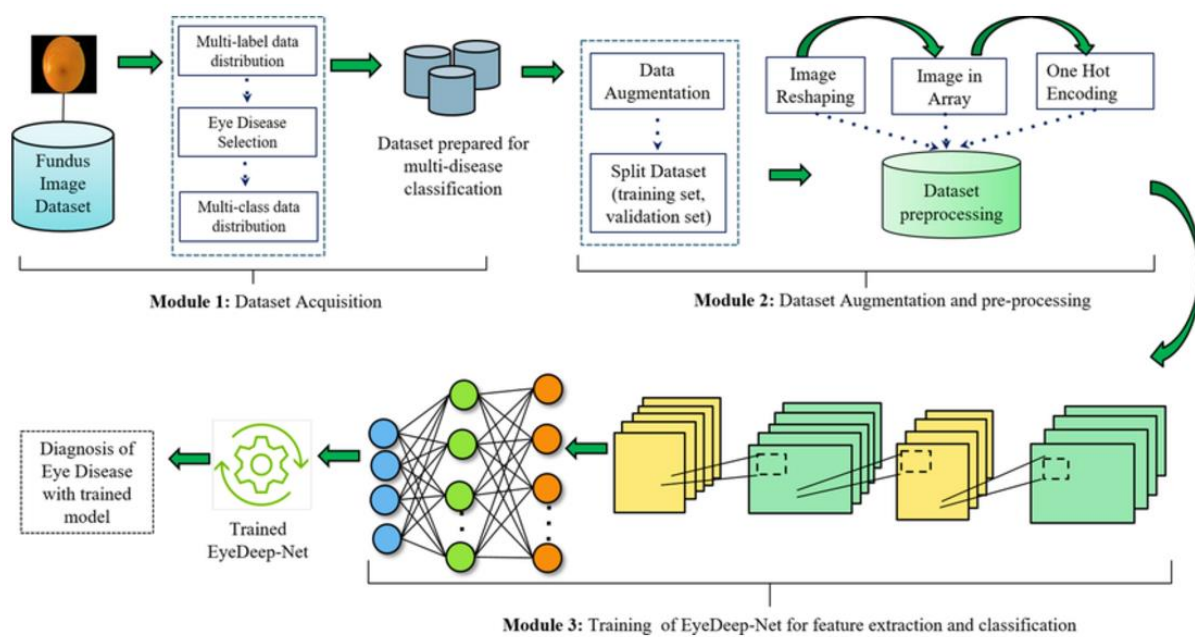 Fundus
Image
Dataset
Multi-label data
distribution
Eye Disease
Selection
Multi-class data
distribution
Dataset prepared for
multi-disease
classification
Module 1: Dataset Acquisition
Data
Augmentation
Split Dataset
(training set,
validation set)
Image
Reshaping
Image in
Array
One Hot
Encoding
Dataset
preprocessing
Module 2: Dataset Augmentation and pre-processing
Diagnosis of
Eye Disease
with trained
model
Trained
EyeDeep-Net
Module 3: Training of EyeDeep-Net for feature extraction and classification